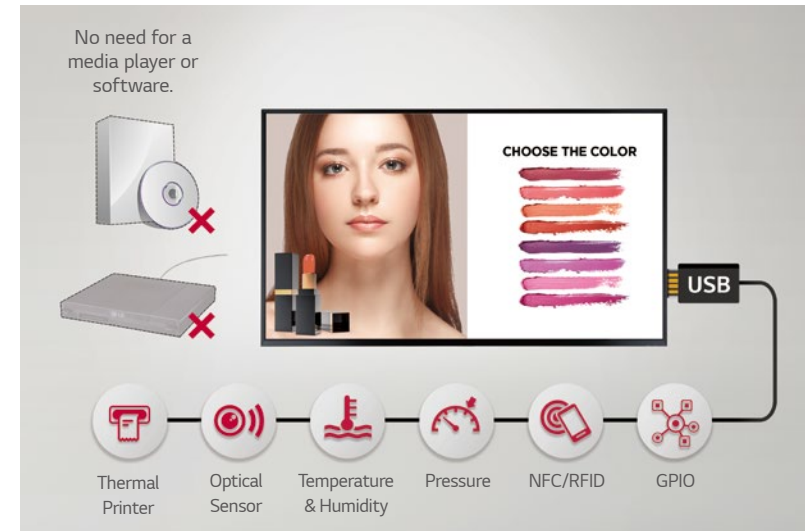 No need for a
media player or
software.
CHOOSE THE COLOR
USB
Thermal
Printer
Optical
Sensor
Temperature
& Humidity
Pressure
NFC/RFID
GPIO